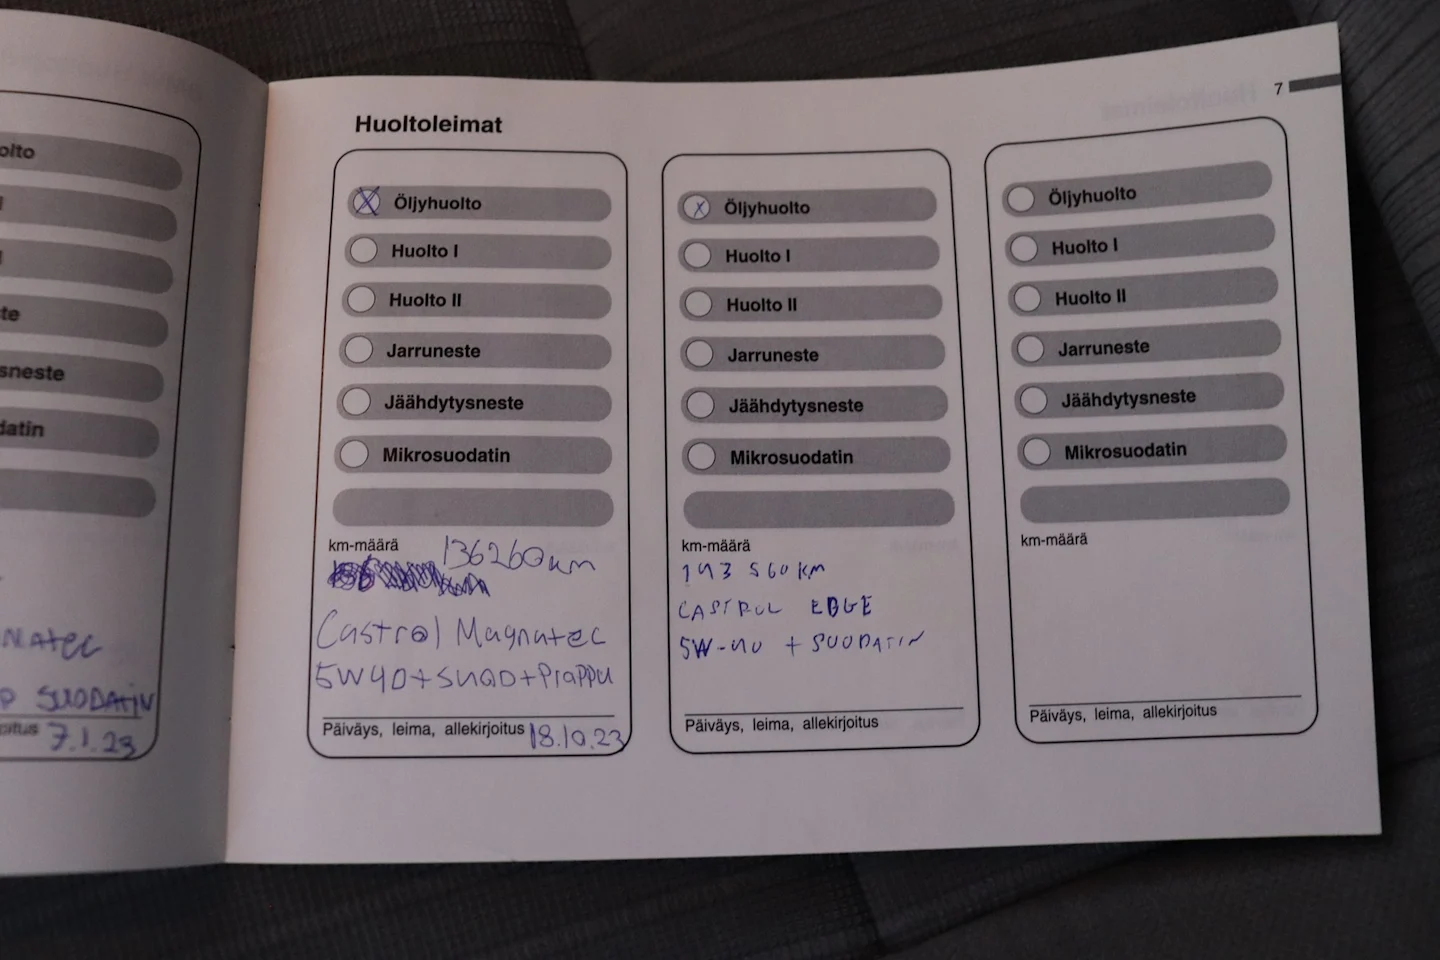 olto
te
sneste
datin
NATEC
SUODATIN
oitus 7.1.23
Huoltoleimat
7
Öljyhuolto
Huolto I
Huolto II
Jarruneste
Jäähdytysneste
Mikrosuodatin
km-määrä 136260km
Castrol Magnatec
5W40+suod+Prappu
Päiväys, leima, allekirjoitus 18.10.23
Öljyhuolto
Huolto I
Huolto II
Jarruneste
Jäähdytysneste
Mikrosuodatin
km-määrä
143 560 KM
CASTROL EDGE
5W-40 + SUODATIN
Päiväys, leima, allekirjoitus
Öljyhuolto
Huolto I
Huolto II
Jarruneste
Jäähdytysneste
Mikrosuodatin
km-määrä
Päiväys, leima, allekirjoitus